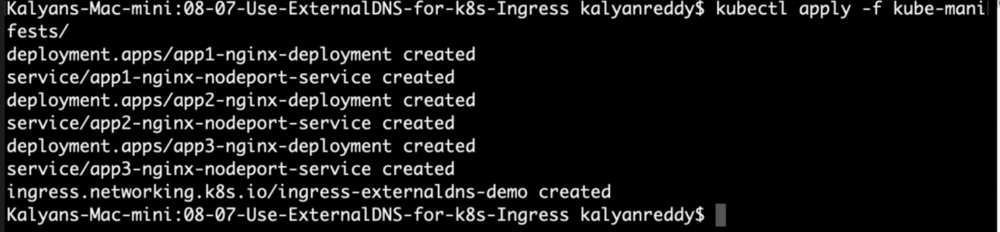 Kalyans-Mac-mini:08-07-Use-ExternalDNS-for-k8s-Ingress kalyanreddy$ kubectl apply -f kube-mani
fests/
deployment.apps/app1-nginx-deployment created
service/app1-nginx-nodeport-service created
deployment.apps/app2-nginx-deployment created
service/app2-nginx-nodeport-service created
deployment.apps/app3-nginx-deployment created
service/app3-nginx-nodeport-service created
ingress.networking.k8s.io/ingress-externaldns-demo created
Kalyans-Mac-mini:08-07-Use-ExternalDNS-for-k8s-Ingress kalyanreddy$